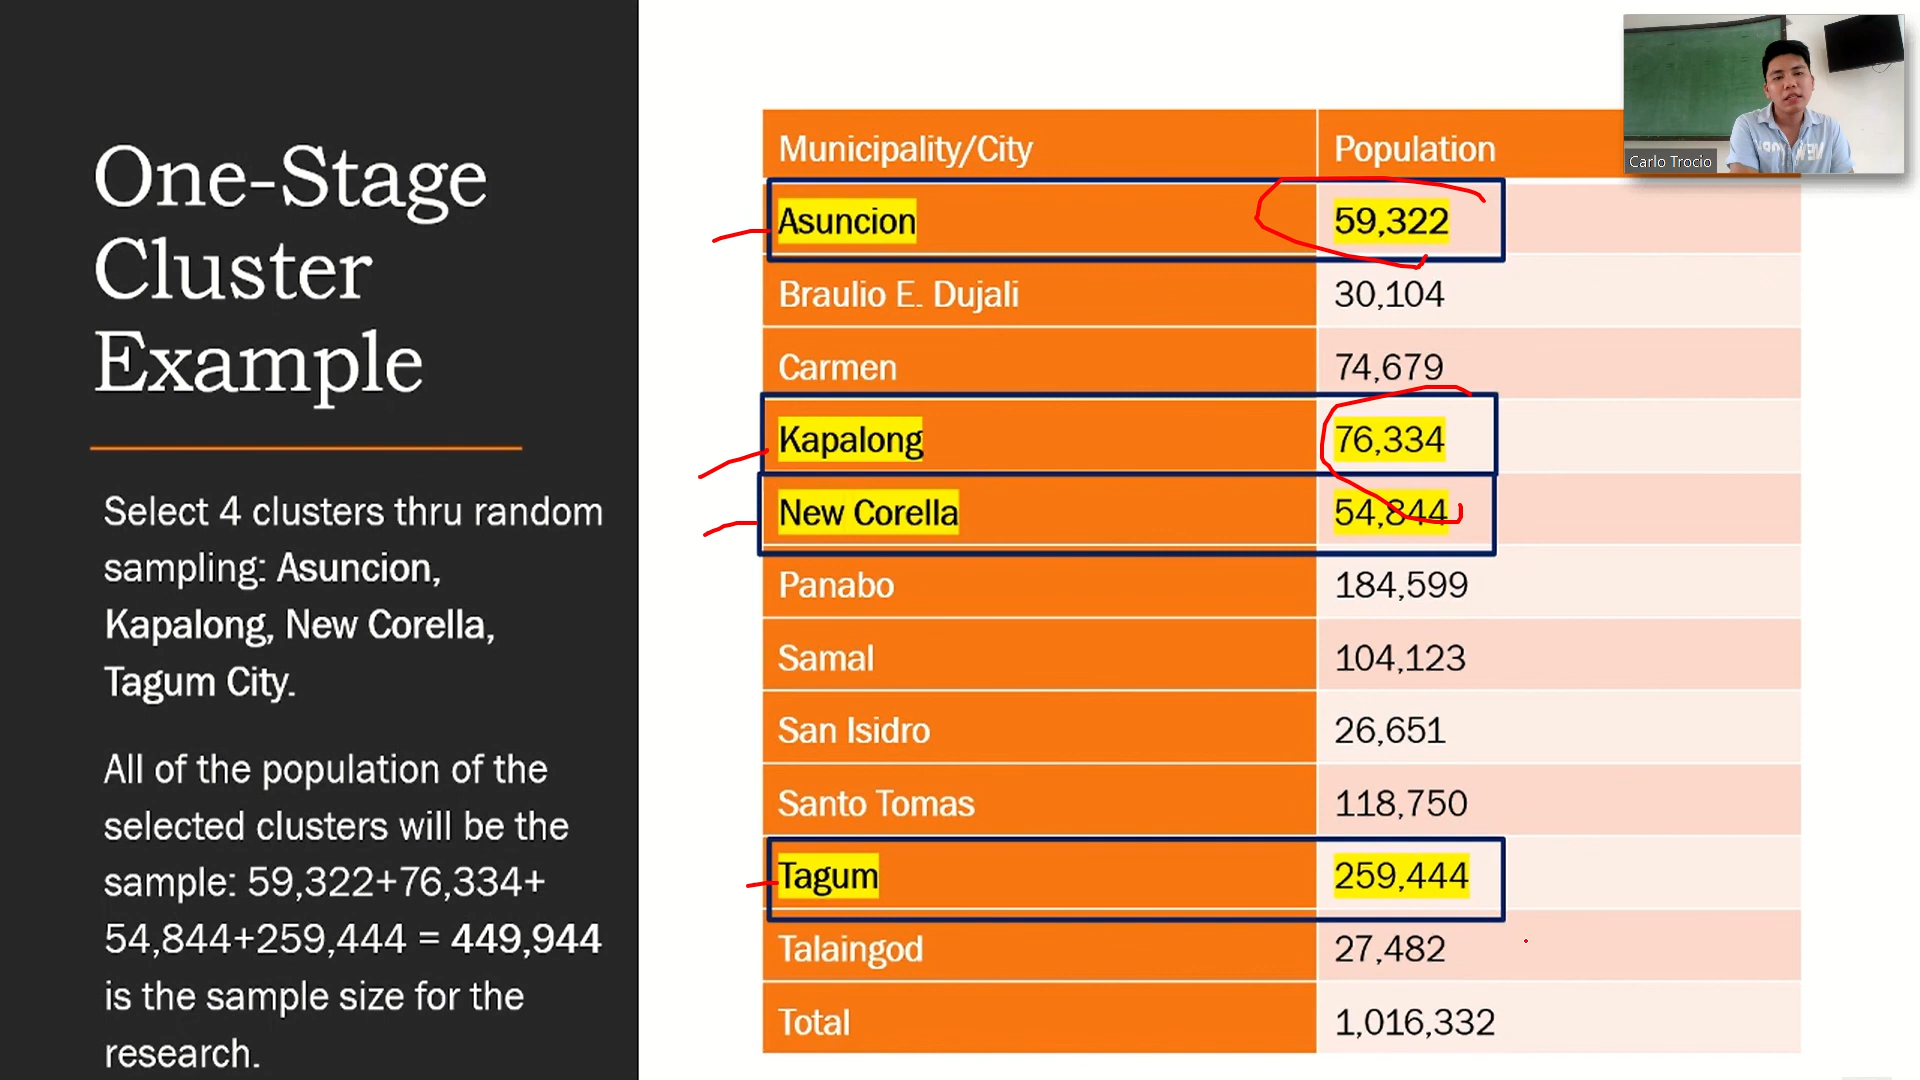 One-Stage
Cluster
Example
Select 4 clusters thru random
sampling: Asuncion,
Kapalong, New Corella,
Tagum City.
All of the population of the
selected clusters will be the
sample: 59,322+76,334+
54,844+259,444 = 449,944
is the sample size for the
research.
Municipality/City Population
Asuncion 59,322
Braulio E. Dujali 30,104
Carmen 74,679
Kapalong 76,334
New Corella 54,844
Panabo 184,599
Samal 104,123
San Isidro 26,651
Santo Tomas 118,750
Tagum 259,444
Talaingod 27,482
Total 1,016,332
Carlo Trocio